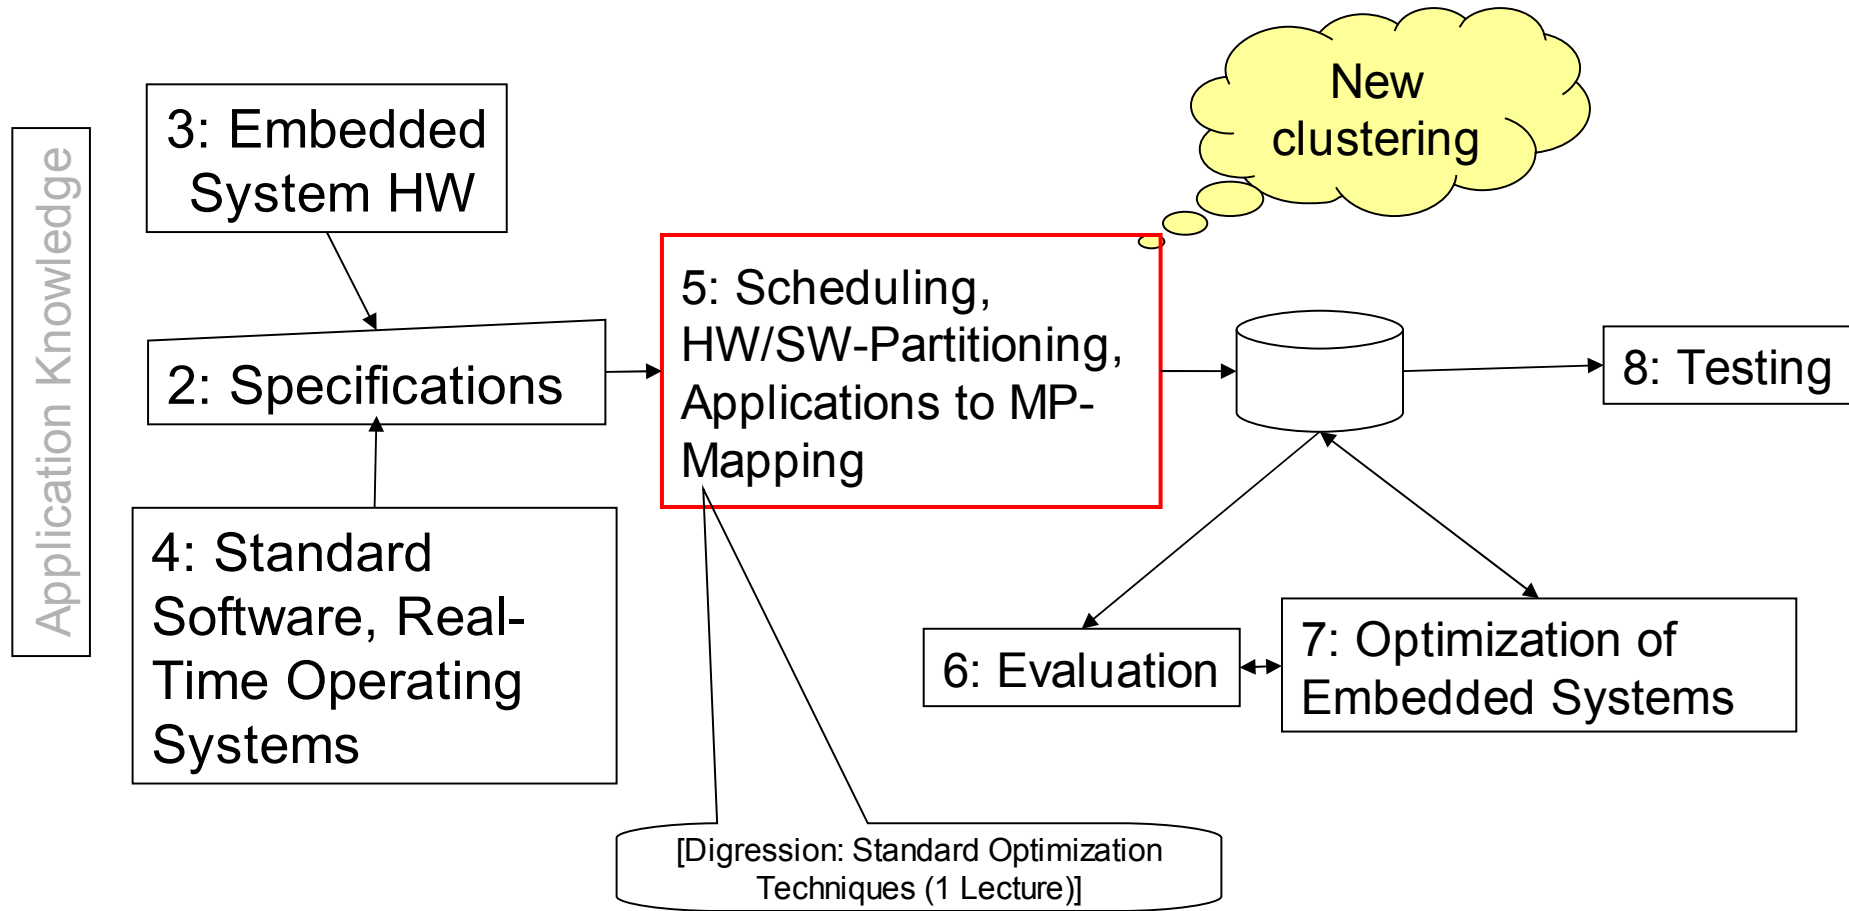 Application Knowledge
3: Embedded
System HW
2: Specifications
4: Standard
Software, Real-
Time Operating
Systems
New
clustering
5: Scheduling,
HW/SW-Partitioning,
Applications to MP-
Mapping
8: Testing
6: Evaluation
7: Optimization of
Embedded Systems
[Digression: Standard Optimization
Techniques (1 Lecture)]